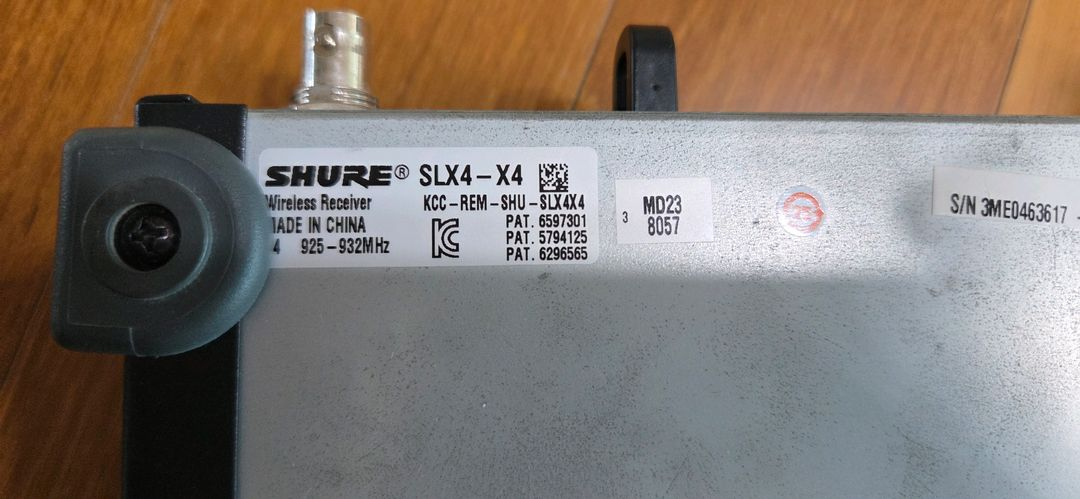 SHURE® SLX4-X4
Wireless Receiver
KCC-REM-SHU-SLX4X4
MADE IN CHINA
PAT. 6597301
4 925-932MHz
PAT. 5794125
PAT. 6296565
3
MD23
8057
S/N 3ME0463617 -